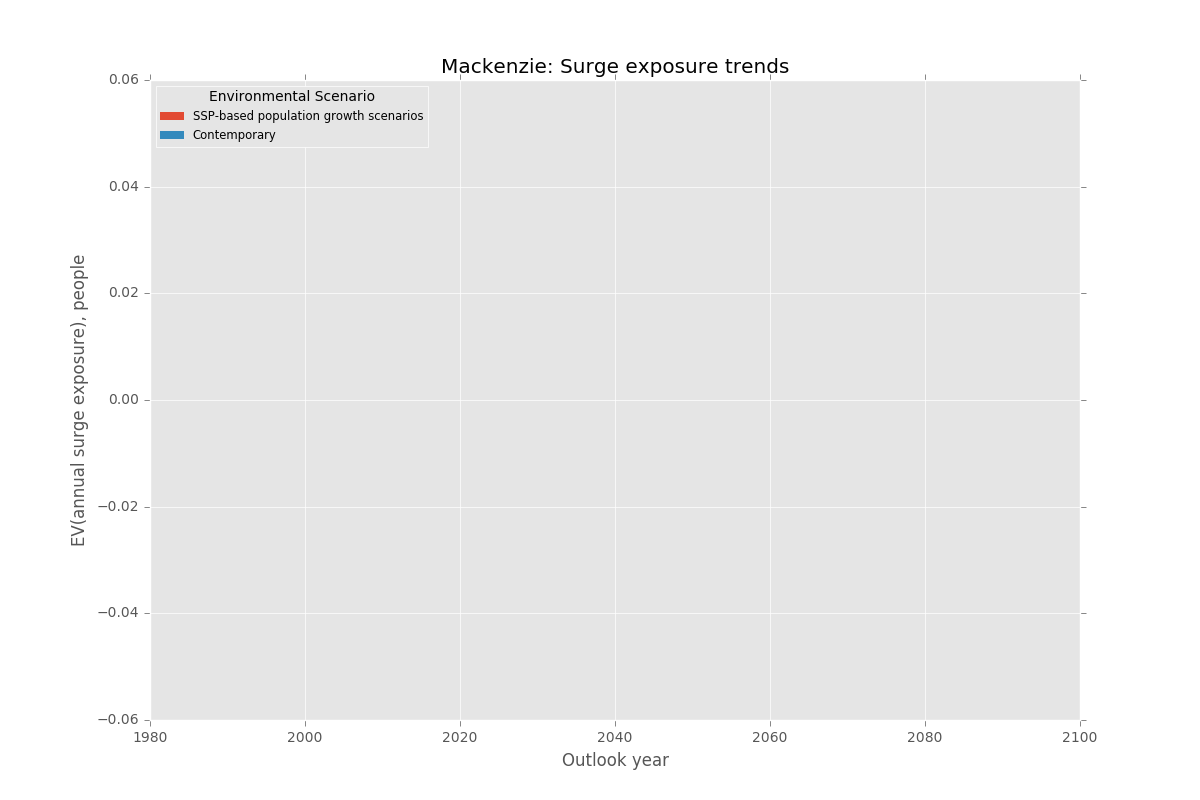 Mackenzie: Surge exposure trends
Environmental Scenario
SSP-based population growth scenarios
Contemporary
EV(annual surge exposure), people
0.06
0.04
0.02
0.00
−0.02
−0.04
−0.06
1980 2000 2020 2040 2060 2080 2100
Outlook year